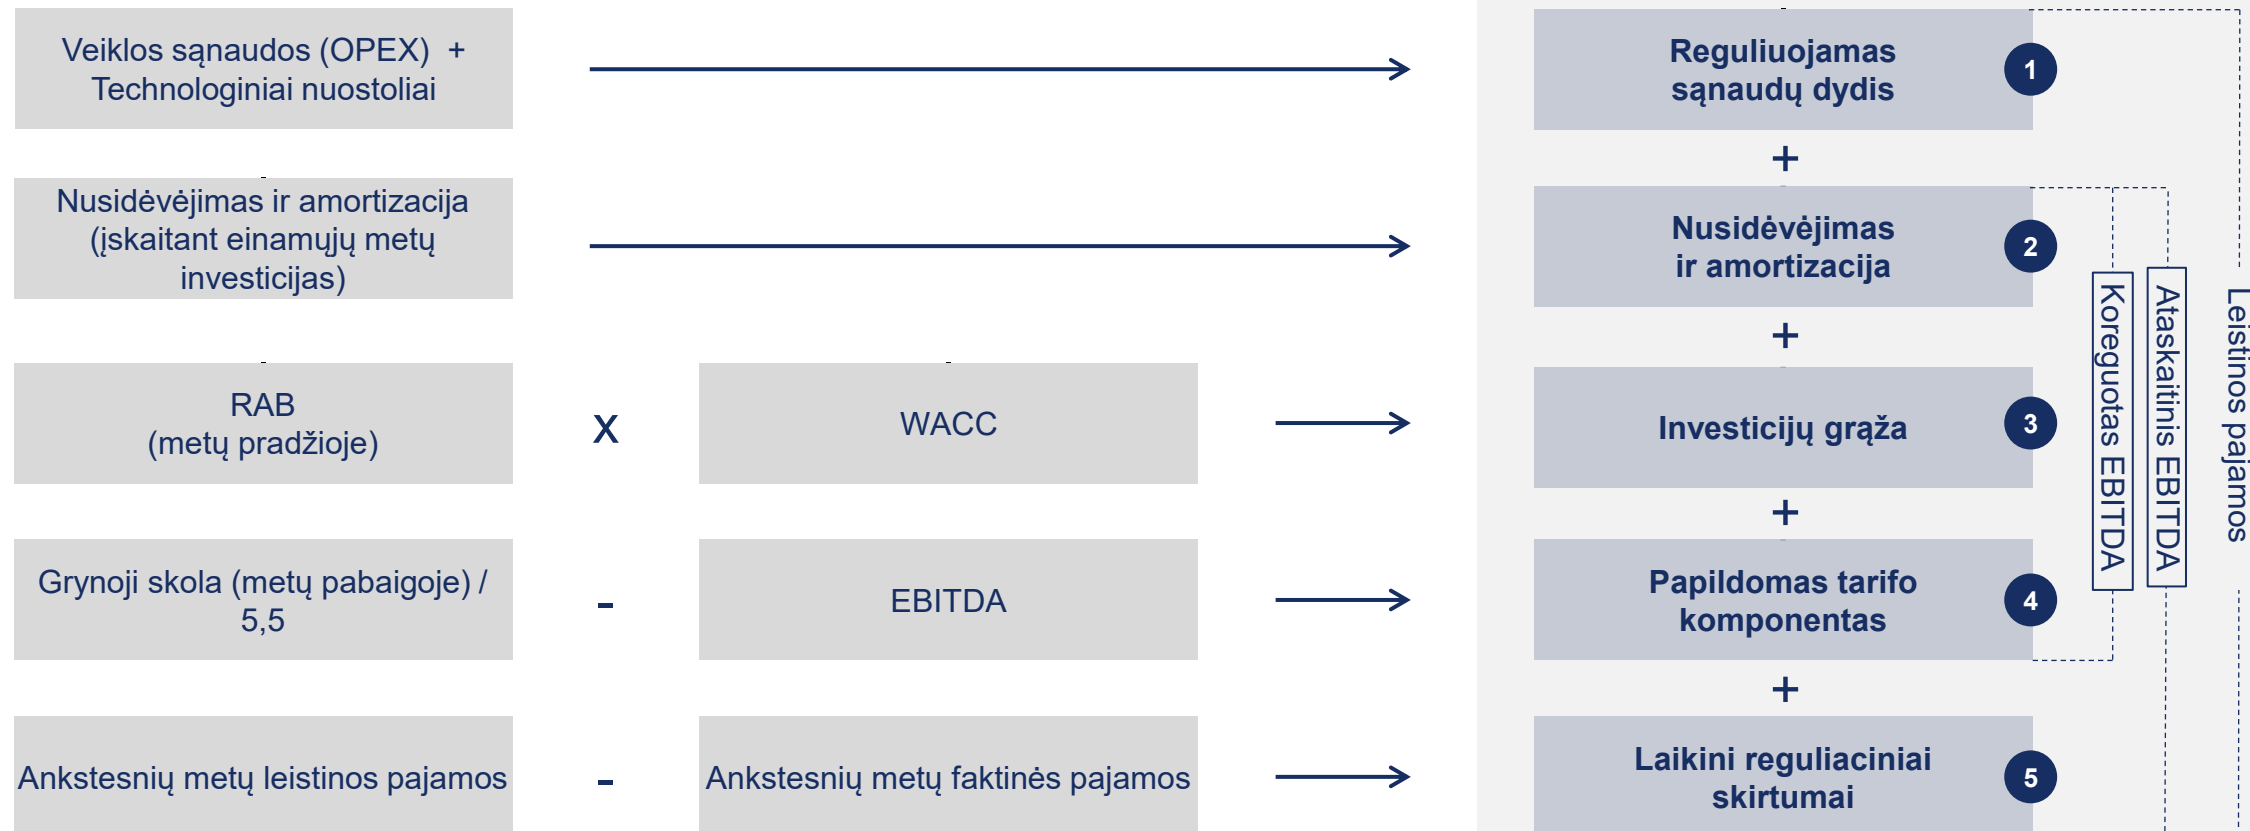 Veiklos sąnaudos (OPEX) +
Technologiniai nuostoliai
Reguliuojamas
sąnaudų dydis
1
+
Nusidėvėjimas ir amortizacija
(įskaitant einamųjų metų
investicijas)
Nusidėvėjimas
ir amortizacija
2
+
RAB
(metų pradžioje)
x
WACC
Investicijų grąža
3
+
Grynoji skola (metų pabaigoje) /
5,5
-
EBITDA
Papildomas tarifo
komponentas
4
+
Ankstesnių metų leistinos pajamos
-
Ankstesnių metų faktinės pajamos
Laikini reguliaciniai
skirtumai
5
Koreguotas EBITDA
Ataskaitinis EBITDA
Leistinos pajamos